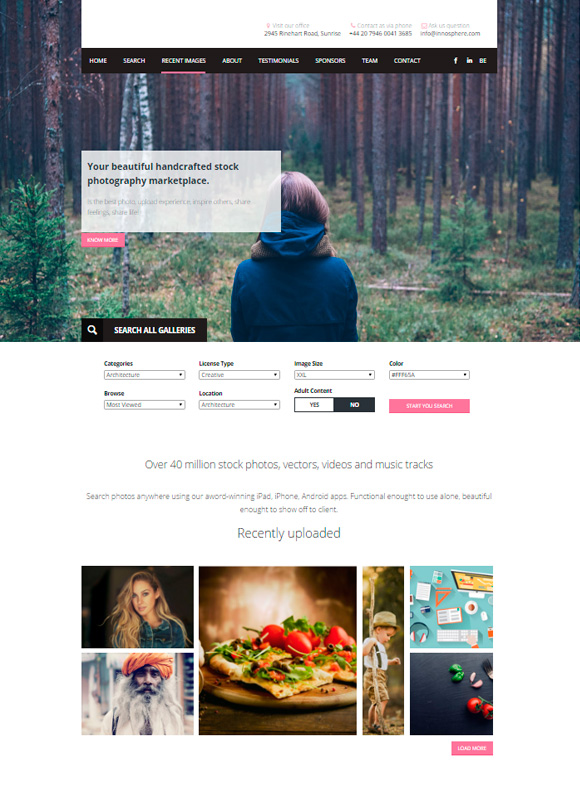 Visit our office
Contact us via phone
Ask us question
2945 Rinehart Road, Sunrise
+44 20 7946 0041 3685
info@innosphere.com
HOME SEARCH RECENT IMAGES ABOUT TESTIMONIALS SPONSORS TEAM CONTACT f in BE
Your beautiful handcrafted stock
photography marketplace.
Is the best photo, upload experience, inspire others, share
feelings, share life!
KNOW MORE
SEARCH ALL GALLERIES
Categories
License Type
Image Size
Color
Architecture
Creative
XXL
#FFF65A
Browse
Location
Adult Content
Most Viewed
Architecture
YES NO
START YOU SEARCH
Over 40 million stock photos, vectors, videos and music tracks
Search photos anywhere using our aword-winning iPad, iPhone, Android apps. Functional enought to use alone, beautiful
enought to show off to client.
Recently uploaded
LOAD MORE